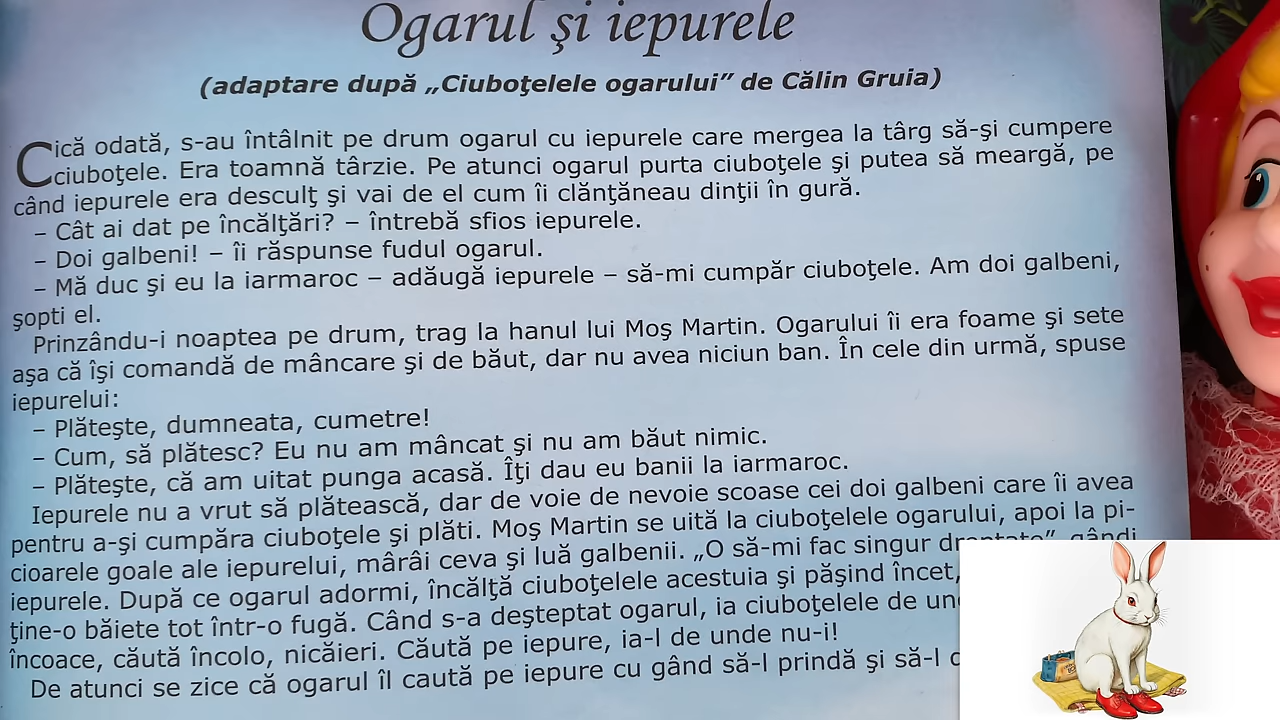 Ogarul şi iepurele
(adaptare după „Ciuboţelele ogarului” de Călin Gruia)
Cică odată, s-au întâlnit pe drum ogarul cu iepurele care mergea la târg să-şi cumpere
ciuboţele. Era toamnă târzie. Pe atunci ogarul purta ciuboţele şi putea să meargă, pe
când iepurele era desculţ şi vai de el cum îi clănţăneau dinţii în gură.
– Cât ai dat pe încălţări? – întrebă sfios iepurele.
– Doi galbeni! – îi răspunse fudul ogarul.
– Mă duc şi eu la iarmaroc – adăugă iepurele – să-mi cumpăr ciuboţele. Am doi galbeni,
şopti el.
Prinzându-i noaptea pe drum, trag la hanul lui Moş Martin. Ogarului îi era foame şi sete
aşa că îşi comandă de mâncare şi de băut, dar nu avea niciun ban. În cele din urmă, spuse
iepurelui:
– Plăteşte, dumneata, cumetre!
– Cum, să plătesc? Eu nu am mâncat şi nu am băut nimic.
– Plăteşte, că am uitat punga acasă. Îţi dau eu banii la iarmaroc.
Iepurele nu a vrut să plătească, dar de voie de nevoie scoase cei doi galbeni care îi avea
pentru a-şi cumpăra ciuboţele şi plăti. Moş Martin se uită la ciuboţelele ogarului, apoi la pi-
cioarele goale ale iepurelui, mârâi ceva şi luă galbenii. „O să-mi fac singur dreptate”, gândi
iepurele. După ce ogarul adormi, încălţă ciuboţelele acestuia şi păşind încet,
ţine-o băiete tot într-o fugă. Când s-a deşteptat ogarul, ia ciuboţelele de
încoace, căută încolo, nicăieri. Căută pe iepure, ia-l de unde nu-i!
De atunci se zice că ogarul îl caută pe iepure cu gând să-l prindă şi să-l